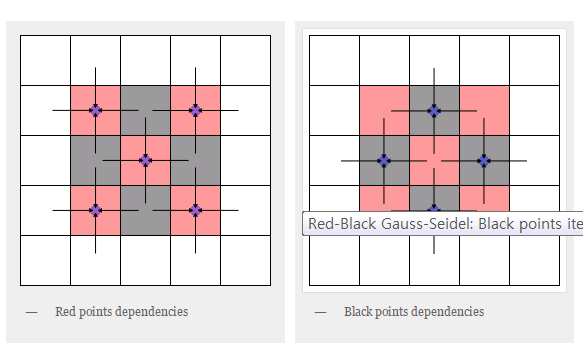 Red-Black Gauss-Seidel: Black points ite
— Red points dependencies
— Black points dependencies